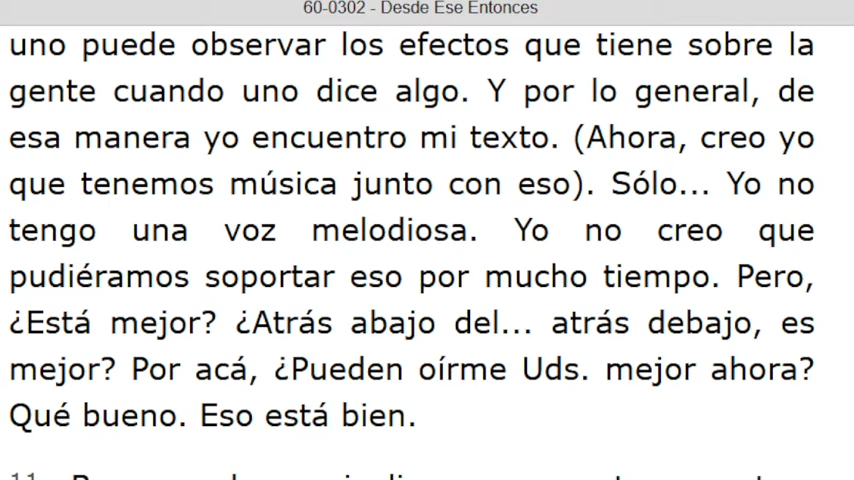 60-0302 - Desde Ese Entonces
uno puede observar los efectos que tiene sobre la
gente cuando uno dice algo. Y por lo general, de
esa manera yo encuentro mi texto. (Ahora, creo yo
que tenemos música junto con eso). Sólo... Yo no
tengo una voz melodiosa. Yo no creo que
pudiéramos soportar eso por mucho tiempo. Pero,
¿Está mejor? ¿Atrás abajo del... atrás debajo, es
mejor? Por acá, ¿Pueden oírme Uds. mejor ahora?
Qué bueno. Eso está bien.
11